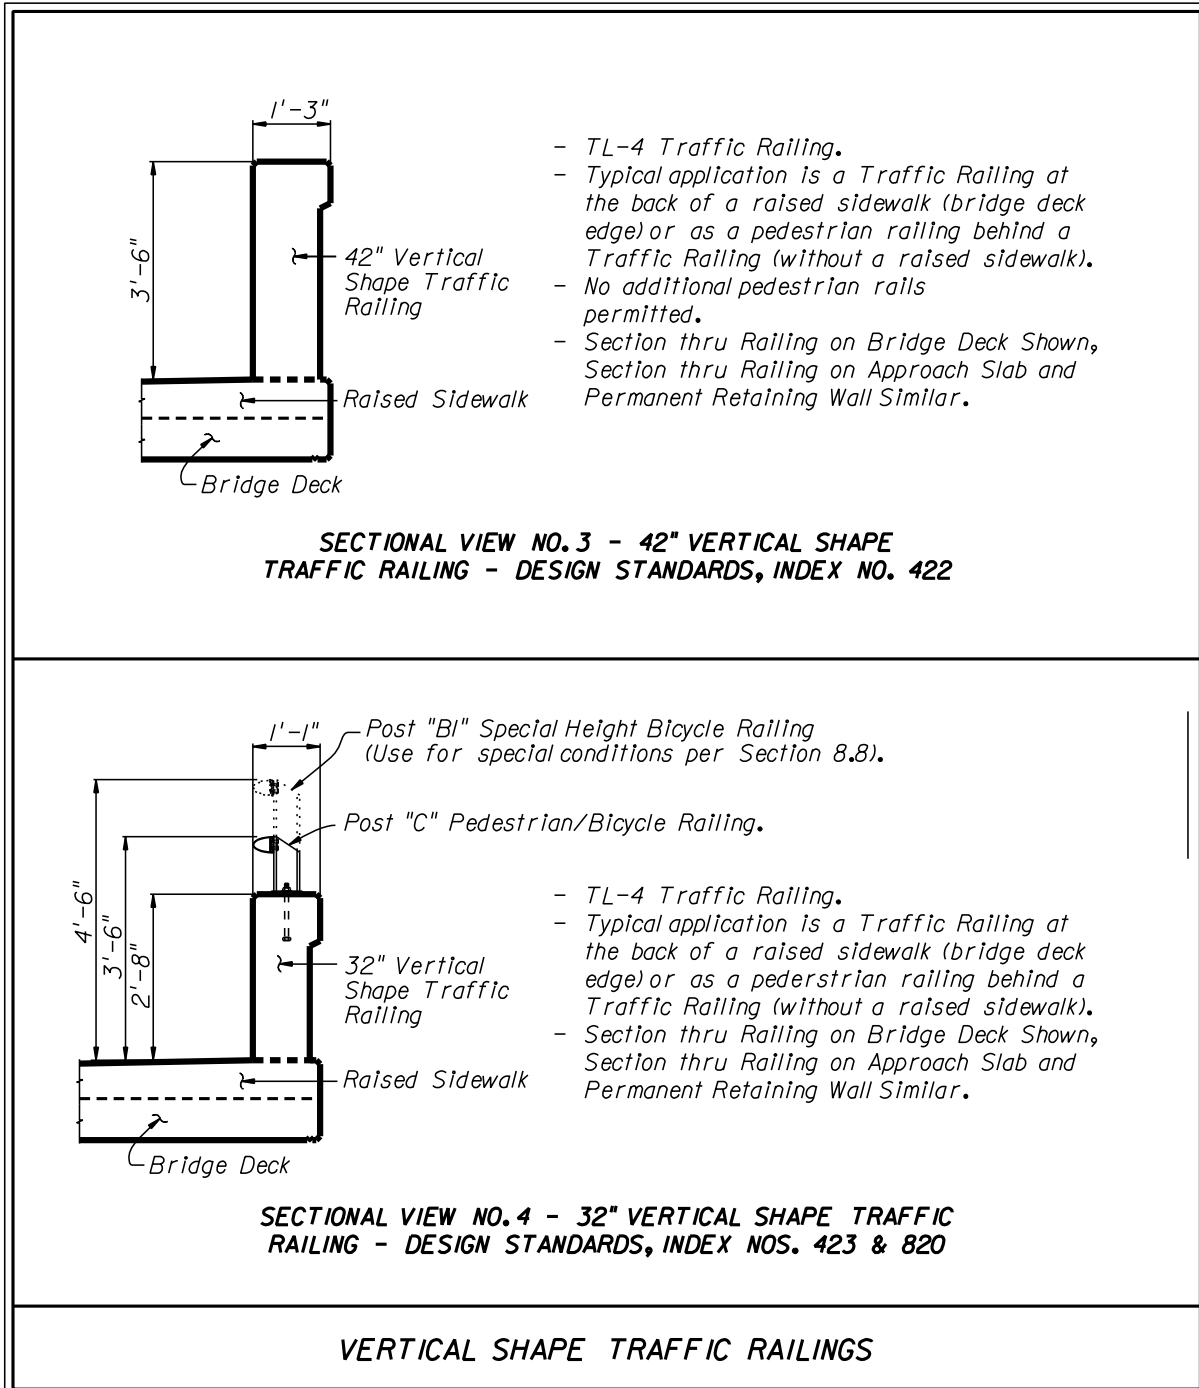 1'-3"
3'-6"
42" Vertical
Shape Traffic
Railing
Raised Sidewalk
Bridge Deck
- TL-4 Traffic Railing.
- Typical application is a Traffic Railing at
the back of a raised sidewalk (bridge deck
edge) or as a pedestrian railing behind a
Traffic Railing (without a raised sidewalk).
- No additional pedestrian rails
permitted.
- Section thru Railing on Bridge Deck Shown,
Section thru Railing on Approach Slab and
Permanent Retaining Wall Similar.
SECTIONAL VIEW NO. 3 - 42" VERTICAL SHAPE
TRAFFIC RAILING - DESIGN STANDARDS, INDEX NO. 422
1'-1"
Post "B1" Special Height Bicycle Railing
(Use for special conditions per Section 8.8).
Post "C" Pedestrian/Bicycle Railing.
4'-6"
3'-6"
2'-8"
32" Vertical
Shape Traffic
Railing
Raised Sidewalk
Bridge Deck
- TL-4 Traffic Railing.
- Typical application is a Traffic Railing at
the back of a raised sidewalk (bridge deck
edge) or as a pederstrian railing behind a
Traffic Railing (without a raised sidewalk).
- Section thru Railing on Bridge Deck Shown,
Section thru Railing on Approach Slab and
Permanent Retaining Wall Similar.
SECTIONAL VIEW NO. 4 - 32" VERTICAL SHAPE TRAFFIC
RAILING - DESIGN STANDARDS, INDEX NOS. 423 & 820
VERTICAL SHAPE TRAFFIC RAILINGS